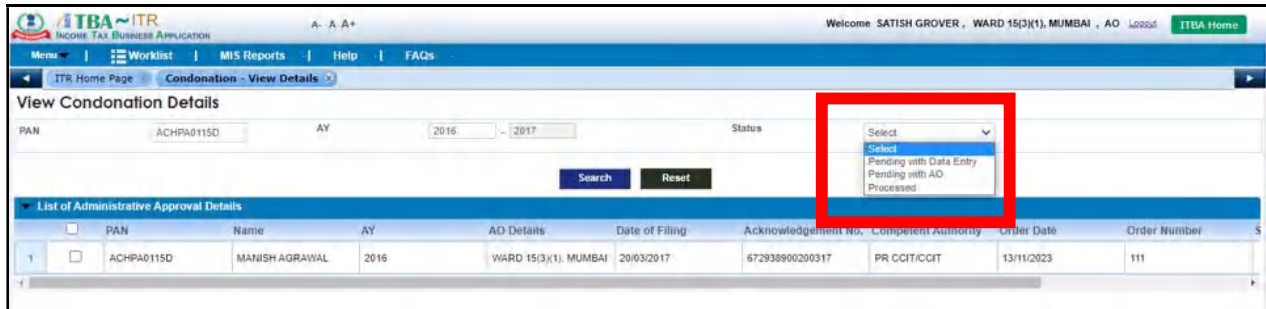 ITBA~ITR
INCOME TAX BUSINESS APPLICATION
A- A A+
Welcome SATISH GROVER , WARD 15(3)(1), MUMBAI , AO Logout ITBA Home
Menu | Worklist | MIS Reports | Help | FAQs
ITR Home Page Condonation - View Details
View Condonation Details
PAN ACHPA0115D AY 2016 - 2017 Status Select
Select
Pending with Data Entry
Pending with AO
Processed
Search Reset
List of Administrative Approval Details
PAN Name AY AO Details Date of Filing Acknowledgement No. Competent Authority Order Date Order Number S
1 ACHPA0115D MANISH AGRAWAL 2016 WARD 15(3)(1), MUMBAI 20/03/2017 672938900200317 PR CCIT/CCIT 13/11/2023 111